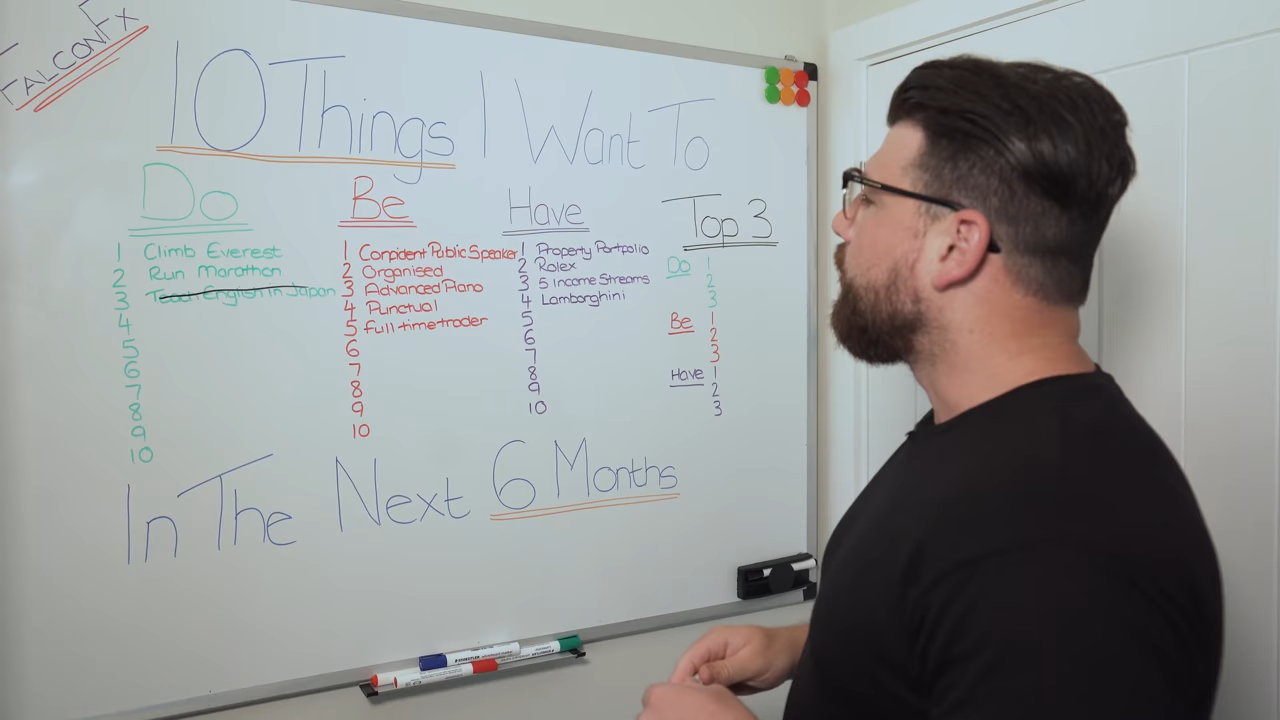 FALCONFX
10 Things I Want To
Do
1 Climb Everest
2 Run Marathon
3 Teach English in Japan
4
5
6
7
8
9
10
Be
1 Confident Public Speaker
2 Organised
3 Advanced Piano
4 Punctual
5 Full-time trader
6
7
8
9
10
Have
1 Property Portfolio
2 Rolex
3 5 Income Streams
4 Lamborghini
5
6
7
8
9
10
Top 3
Do 1
2
3
Be 1
2
3
Have 1
2
3
In The Next 6 Months